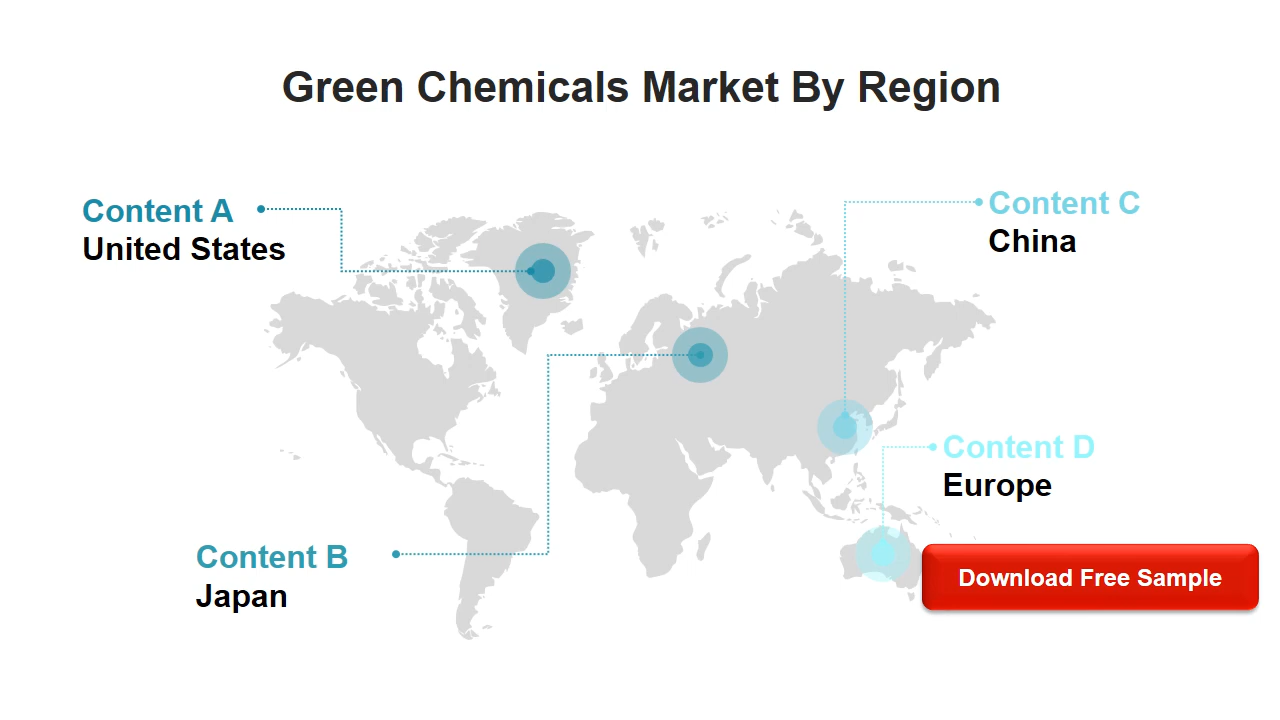 Green Chemicals Market By Region
Content A
United States
Content C
China
Content D
Europe
Content B
Japan
Download Free Sample